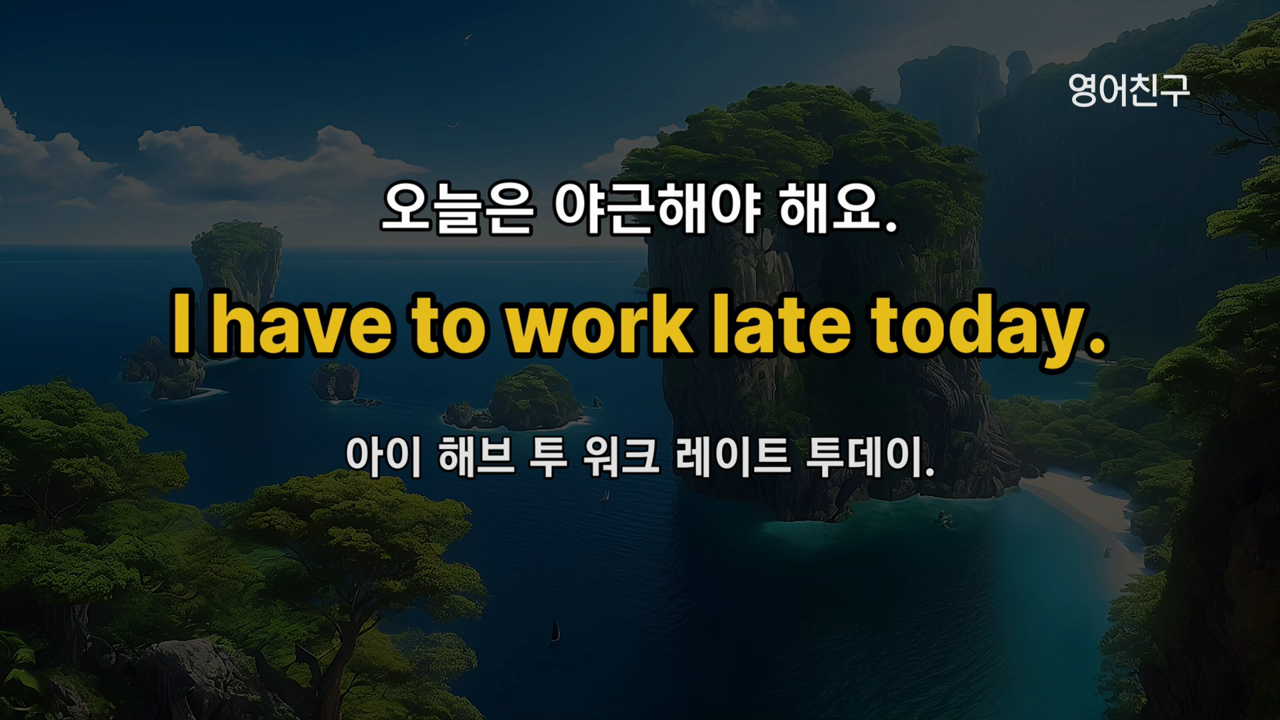 영어친구
오늘은 야근해야 해요.
I have to work late today.
아이 해브 투 워크 레이트 투데이.